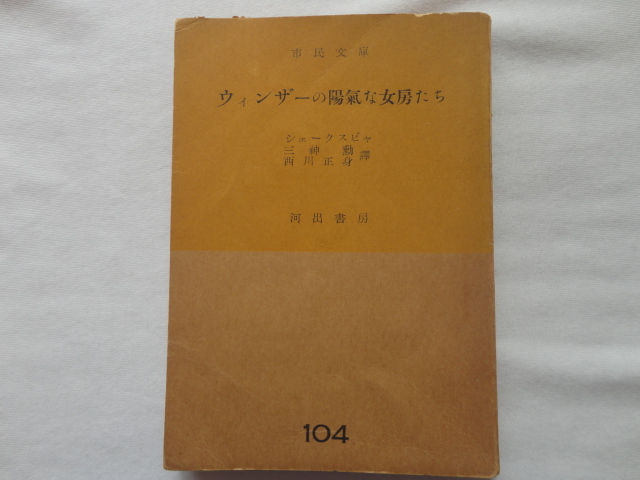 市民文庫
ウィンザーの陽氣な女房たち
シェークスピヤ
三神勳
西川正身 譯
河出書房
104